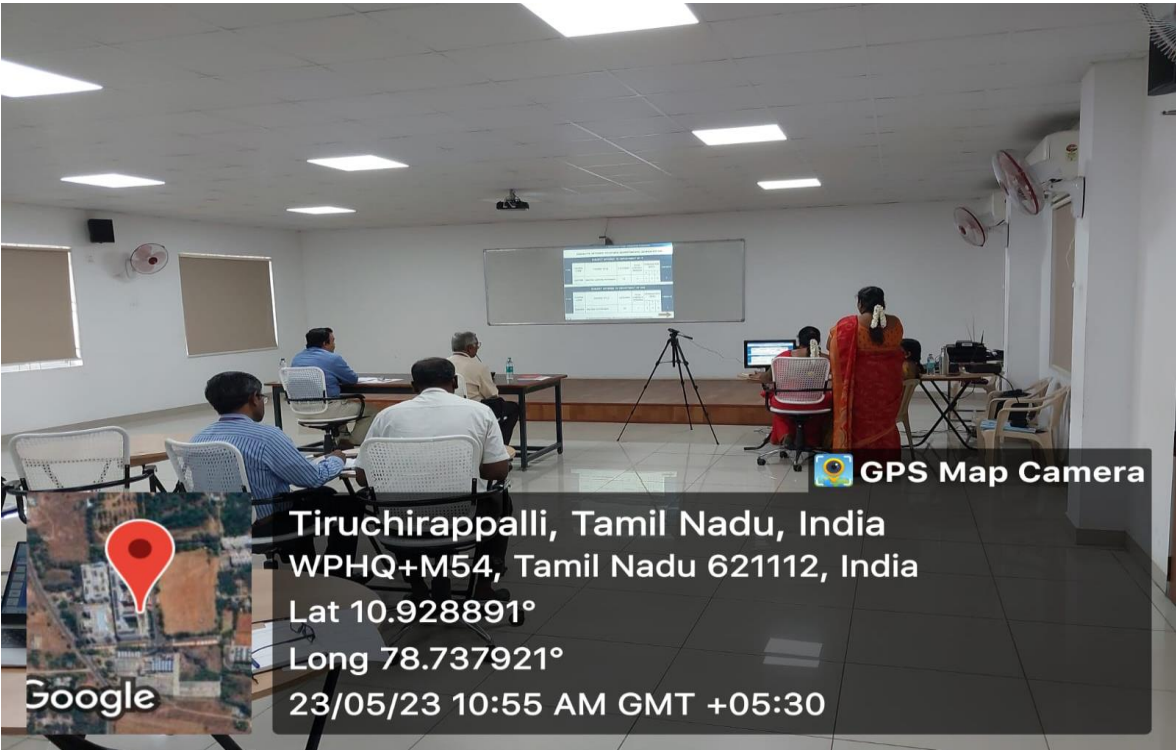 GPS Map Camera
Tiruchirappalli, Tamil Nadu, India
WPHQ+M54, Tamil Nadu 621112, India
Lat 10.928891°
Long 78.737921°
23/05/23 10:55 AM GMT +05:30
Google